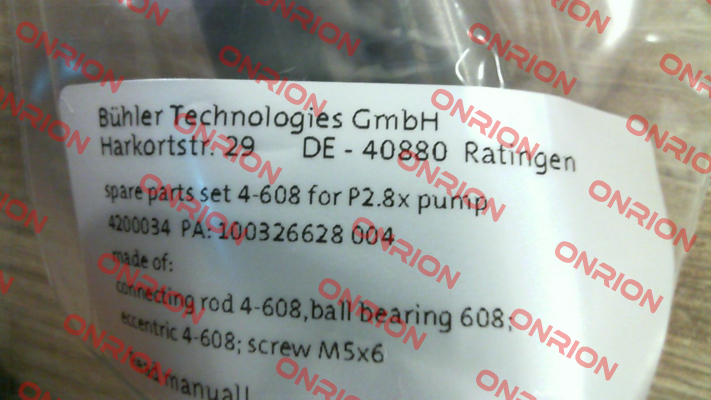 Bühler Technologies GmbH
Harkortstr. 29 DE - 40880 Ratingen
spare parts set 4-608 for P2.8x pump
4200034 PA: 100326628 004
made of:
connecting rod 4-608, ball bearing 608;
eccentric 4-608; screw M5x6
read manual!